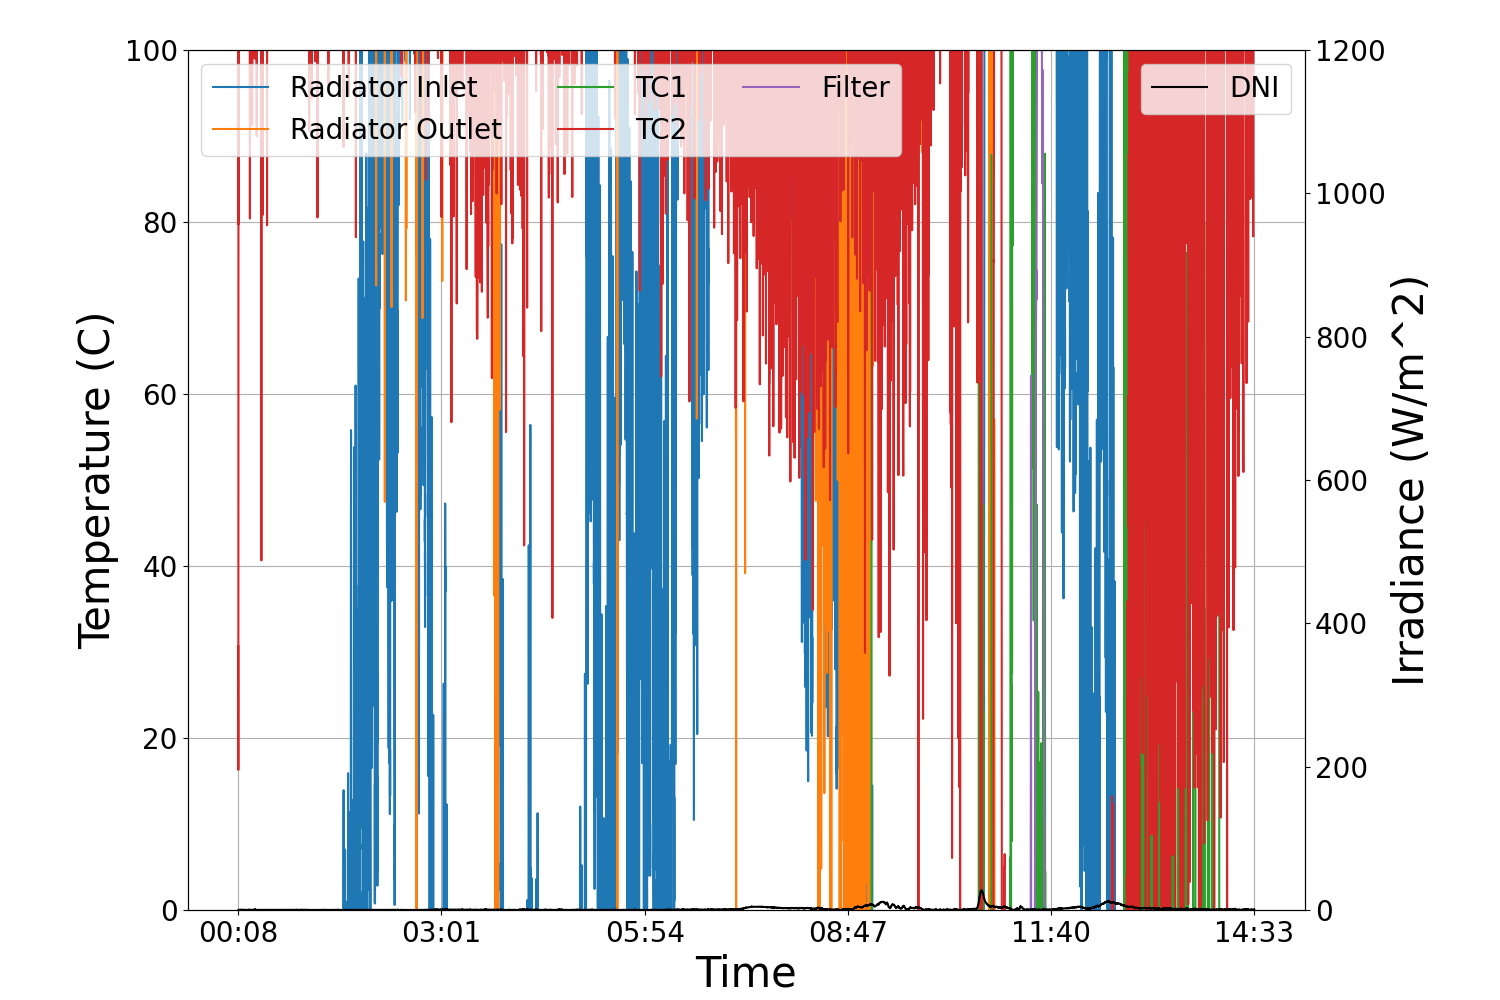 100
80
60
40
20
0
Temperature (C)
Radiator Inlet
Radiator Outlet
TC1
TC2
Filter
DNI
1200
1000
800
600
400
200
0
Irradiance (W/m^2)
00:08
03:01
05:54
08:47
11:40
14:33
Time